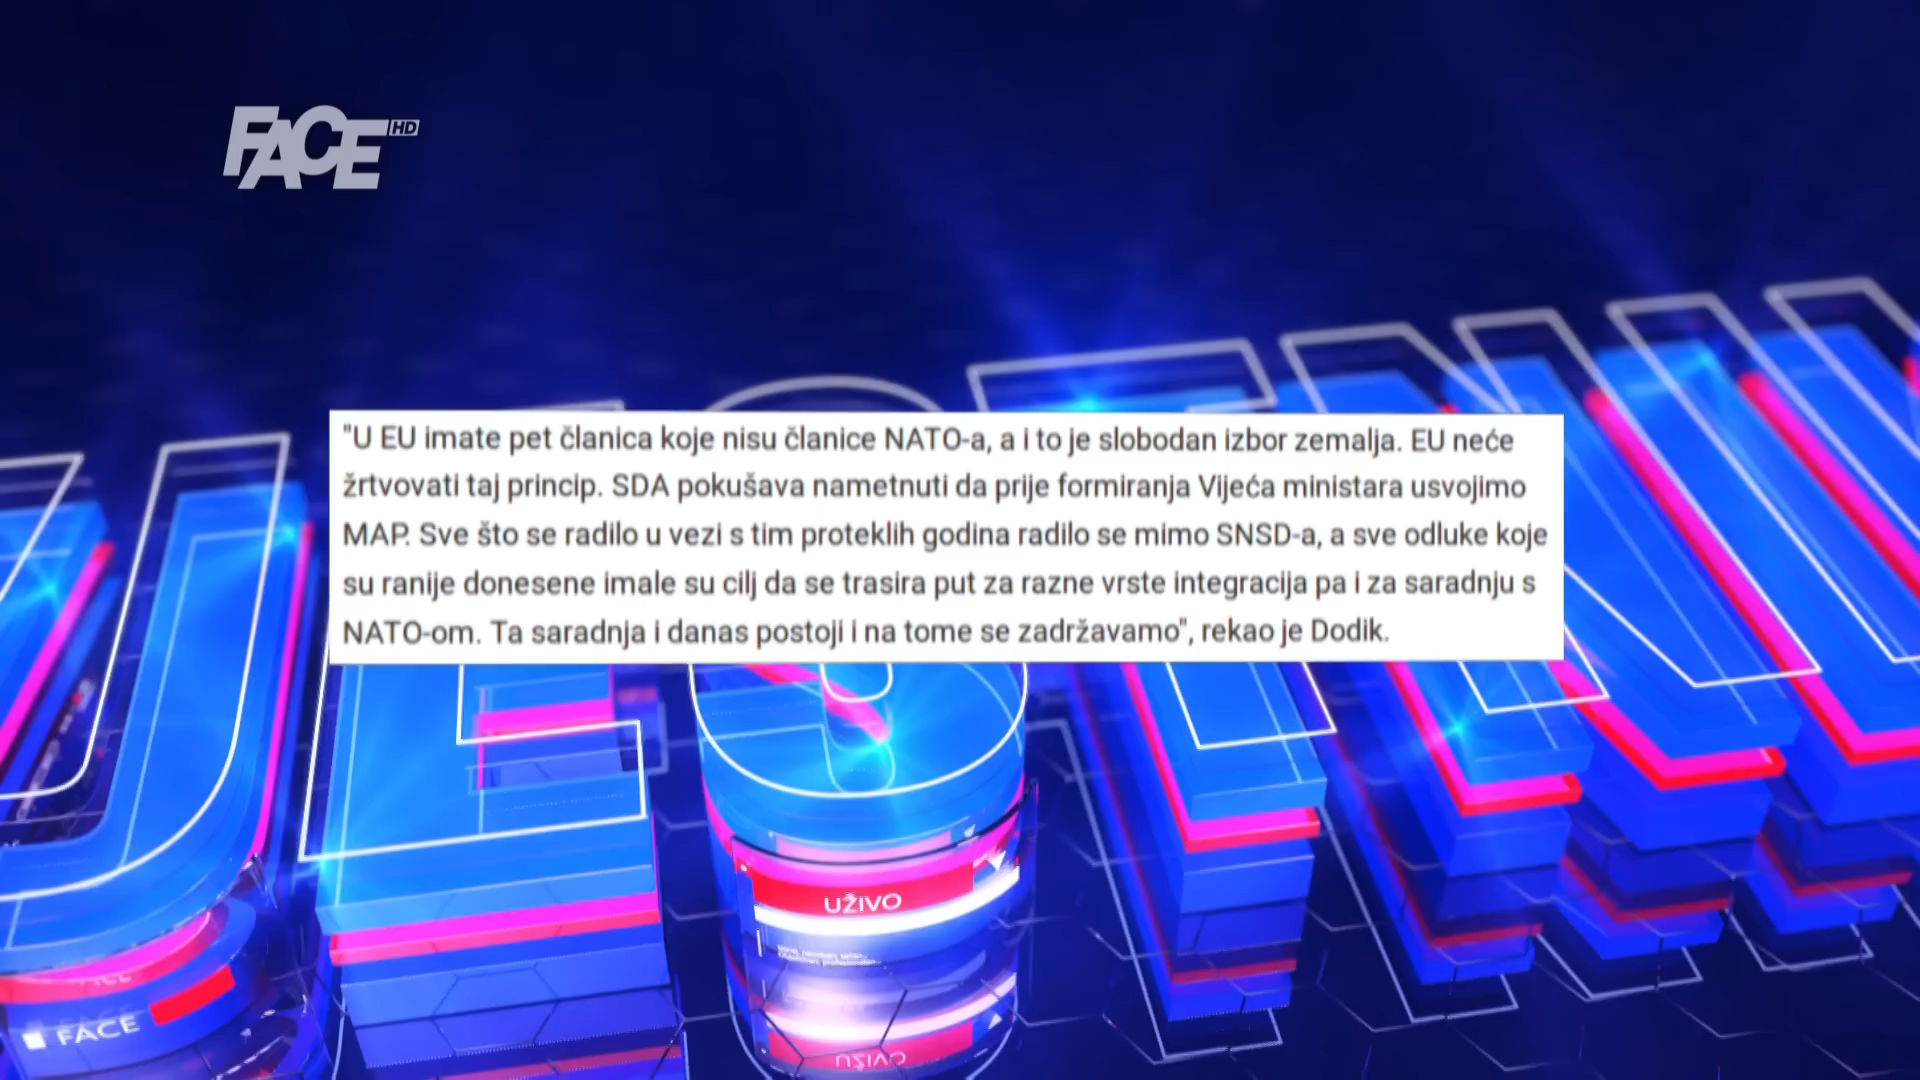 FACE HD
"U EU imate pet članica koje nisu članice NATO-a, a i to je slobodan izbor zemalja. EU neće
žrtvovati taj princip. SDA pokušava nametnuti da prije formiranja Vijeća ministara usvojimo
MAP. Sve što se radilo u vezi s tim proteklih godina radilo se mimo SNSD-a, a sve odluke koje
su ranije donesene imale su cilj da se trasira put za razne vrste integracija pa i za saradnju s
NATO-om. Ta saradnja i danas postoji i na tome se zadržavamo", rekao je Dodik.
UŽIVO
FACE